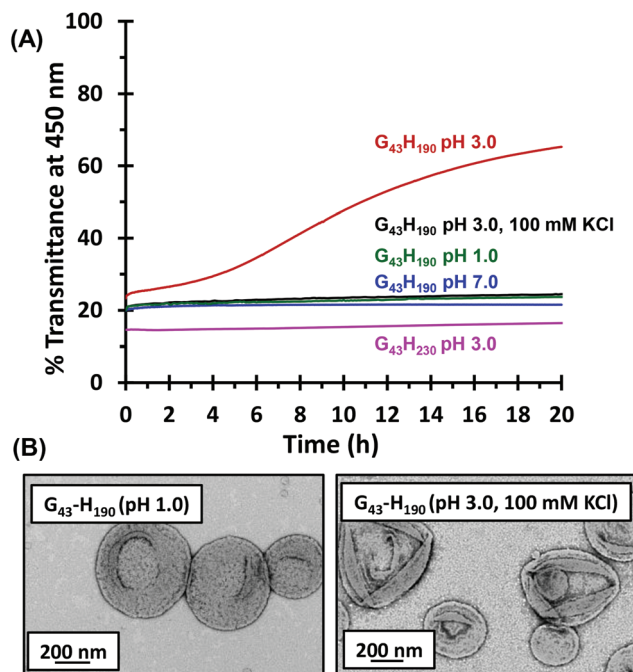 (A)
% Transmittance at 450 nm
100
80
60
40
20
0
G₄₃H₁₉₀ pH 3.0
G₄₃H₁₉₀ pH 3.0, 100 mM KCl
G₄₃H₁₉₀ pH 1.0
G₄₃H₁₉₀ pH 7.0
G₄₃H₂₃₀ pH 3.0
0 2 4 6 8 10 12 14 16 18 20
Time (h)
(B)
G₄₃-H₁₉₀ (pH 1.0)
200 nm
G₄₃-H₁₉₀ (pH 3.0, 100 mM KCl)
200 nm